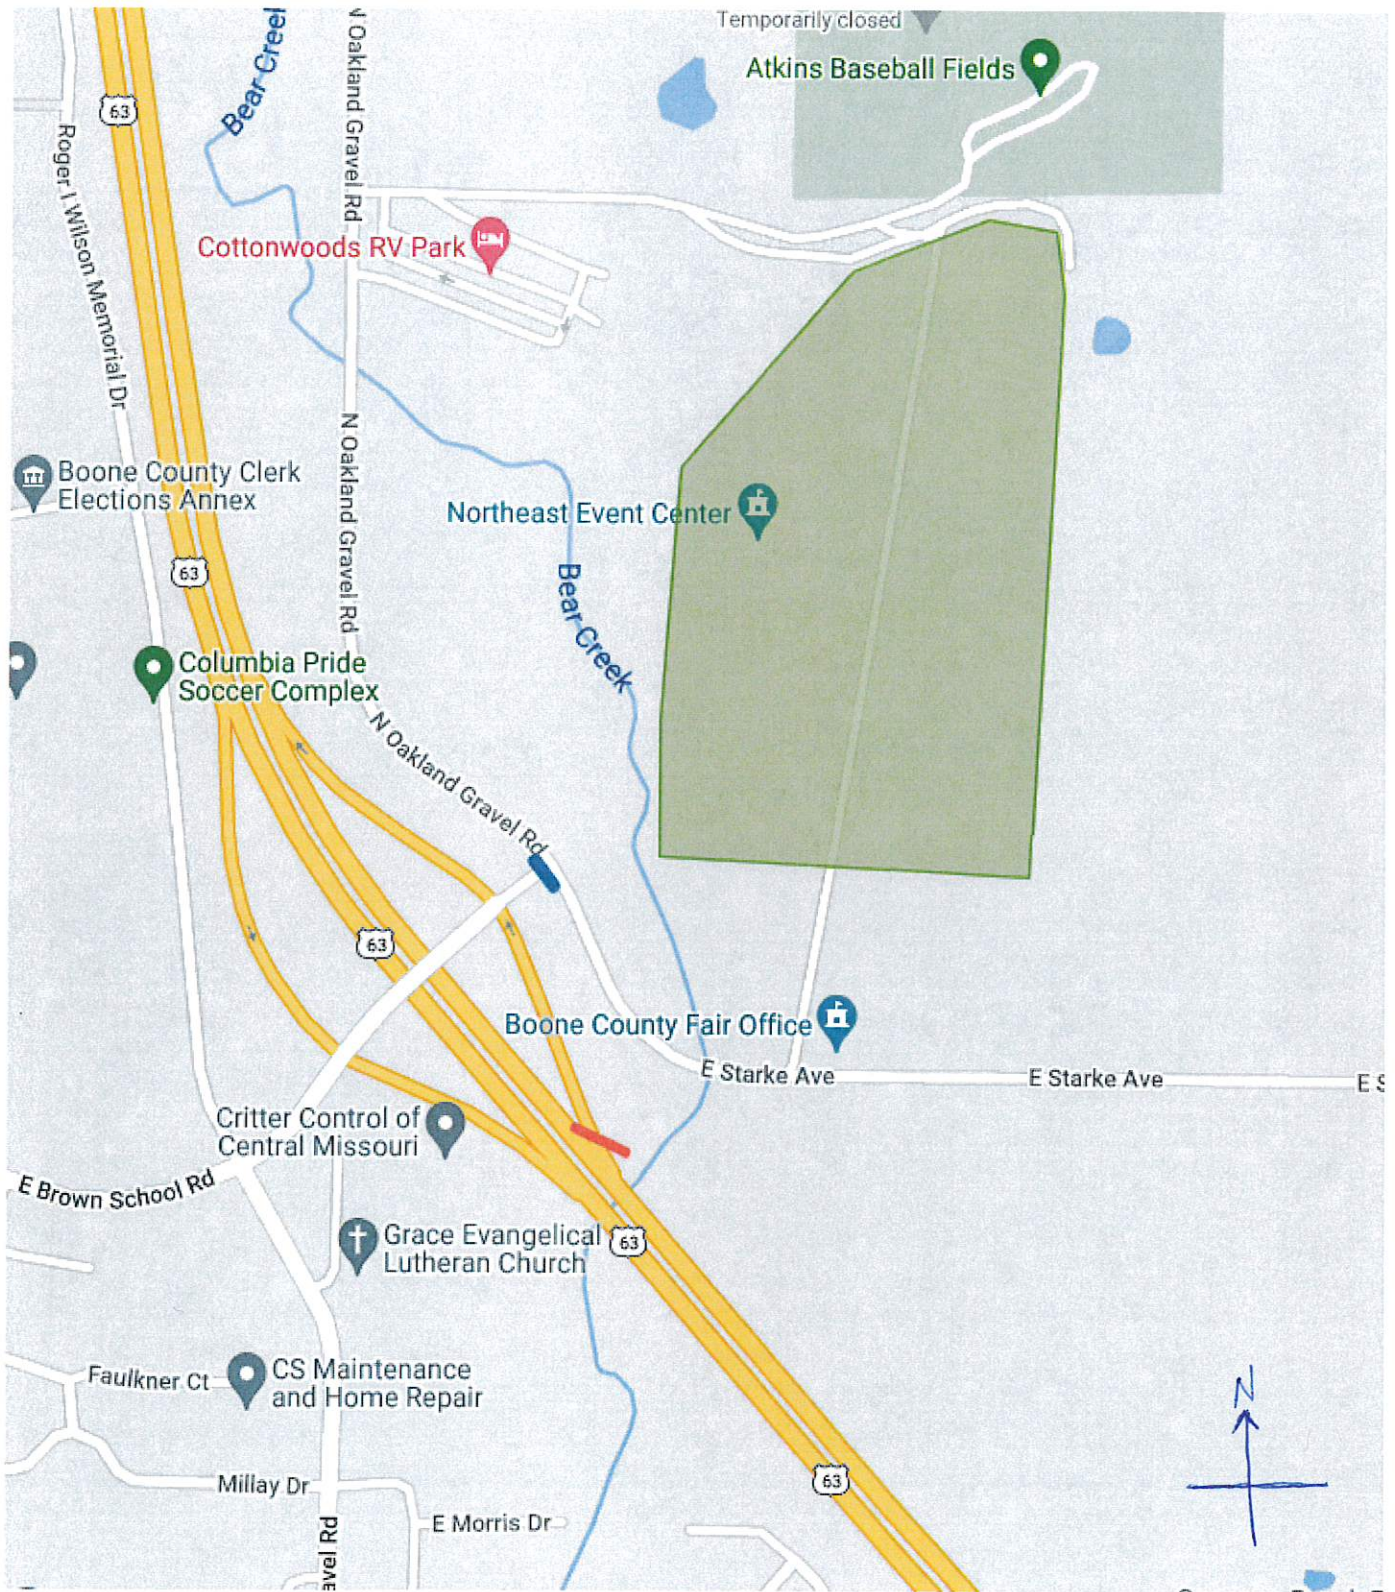 Temporarily closed
Atkins Baseball Fields
Bear Creek
N Oakland Gravel Rd
63
Roger I Wilson Memorial Dr
Cottonwoods RV Park
N Oakland Gravel Rd
Boone County Clerk
Elections Annex
Northeast Event Center
63
Bear Creek
Columbia Pride
Soccer Complex
N Oakland Gravel Rd
63
Boone County Fair Office
E Starke Ave
E Starke Ave
E S
Critter Control of
Central Missouri
E Brown School Rd
Grace Evangelical
Lutheran Church
63
Faulkner Ct
CS Maintenance
and Home Repair
N
Millay Dr
63
E Morris Dr
avel Rd